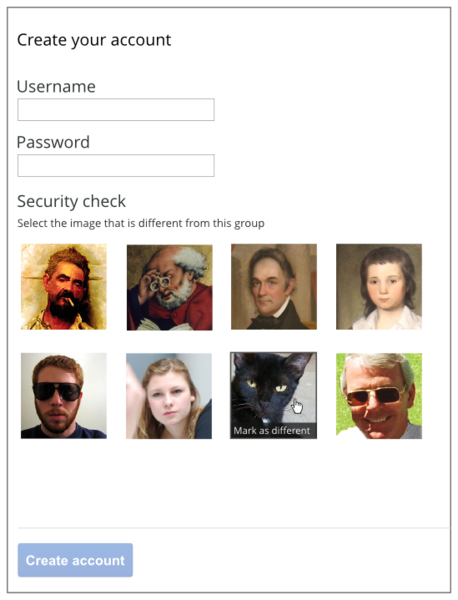 Create your account
Username
Password
Security check
Select the image that is different from this group
Mark as different
Create account